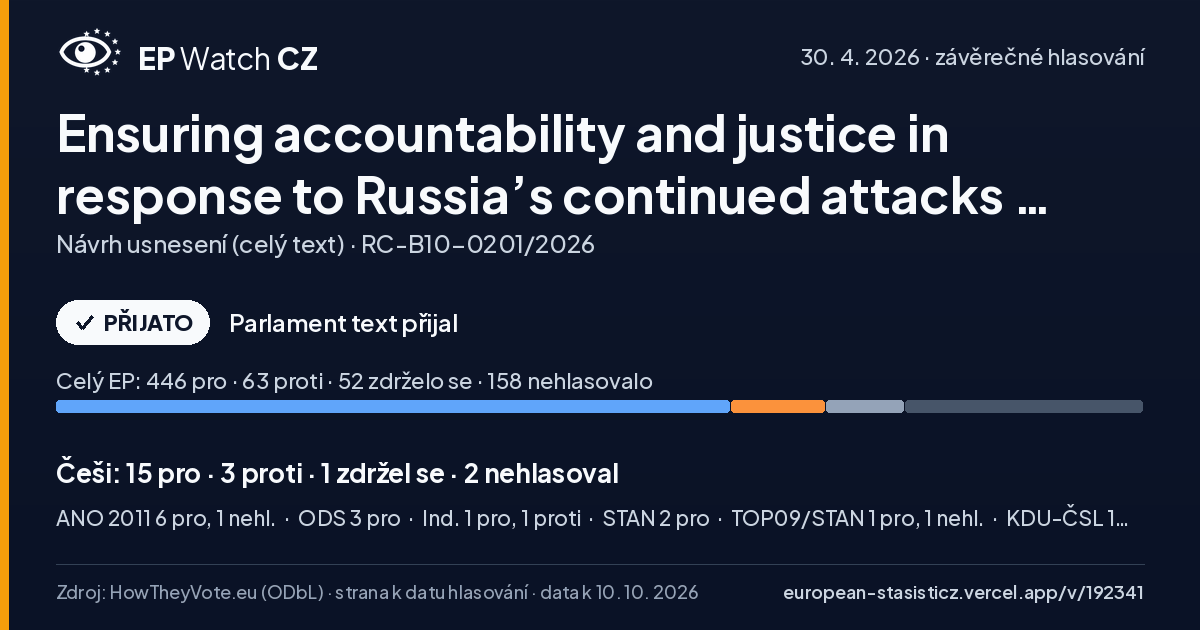 EP Watch CZ
30. 4. 2026 · závěrečné hlasování
Ensuring accountability and justice in
response to Russia’s continued attacks …
Návrh usnesení (celý text) · RC-B10-0201/2026
✓ PŘIJATO
Parlament text přijal
Celý EP: 446 pro · 63 proti · 52 zdrželo se · 158 nehlasovalo
Češi: 15 pro · 3 proti · 1 zdržel se · 2 nehlasoval
ANO 2011 6 pro, 1 nehl. · ODS 3 pro · Ind. 1 pro, 1 proti · STAN 2 pro · TOP09/STAN 1 pro, 1 nehl. · KDU-ČSL 1…
Zdroj: HowTheyVote.eu (ODbL) · strana k datu hlasování · data k 10. 10. 2026
european-stasisticz.vercel.app/v/192341